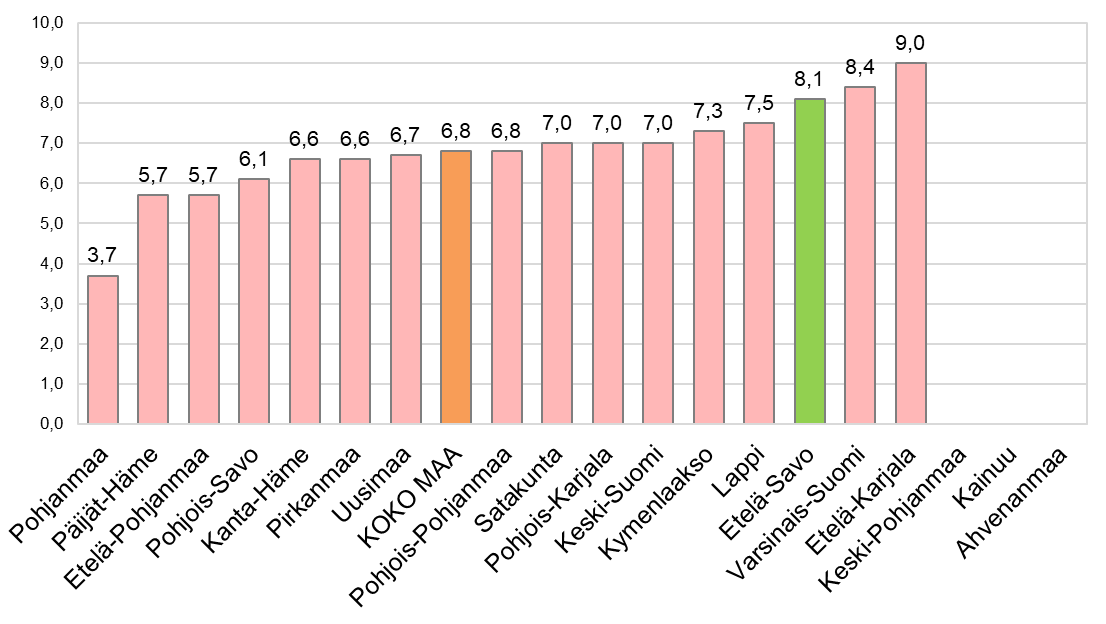 10,0
9,0
8,0
7,0
6,0
5,0
4,0
3,0
2,0
1,0
0,0
3,7
5,7
5,7
6,1
6,6
6,6
6,7
6,8
6,8
7,0
7,0
7,0
7,3
7,5
8,1
8,4
9,0
Pohjanmaa
Päijät-Häme
Etelä-Pohjanmaa
Pohjois-Savo
Kanta-Häme
Pirkanmaa
Uusimaa
KOKO MAA
Pohjois-Pohjanmaa
Satakunta
Pohjois-Karjala
Keski-Suomi
Kymenlaakso
Lappi
Etelä-Savo
Varsinais-Suomi
Etelä-Karjala
Keski-Pohjanmaa
Kainuu
Ahvenanmaa